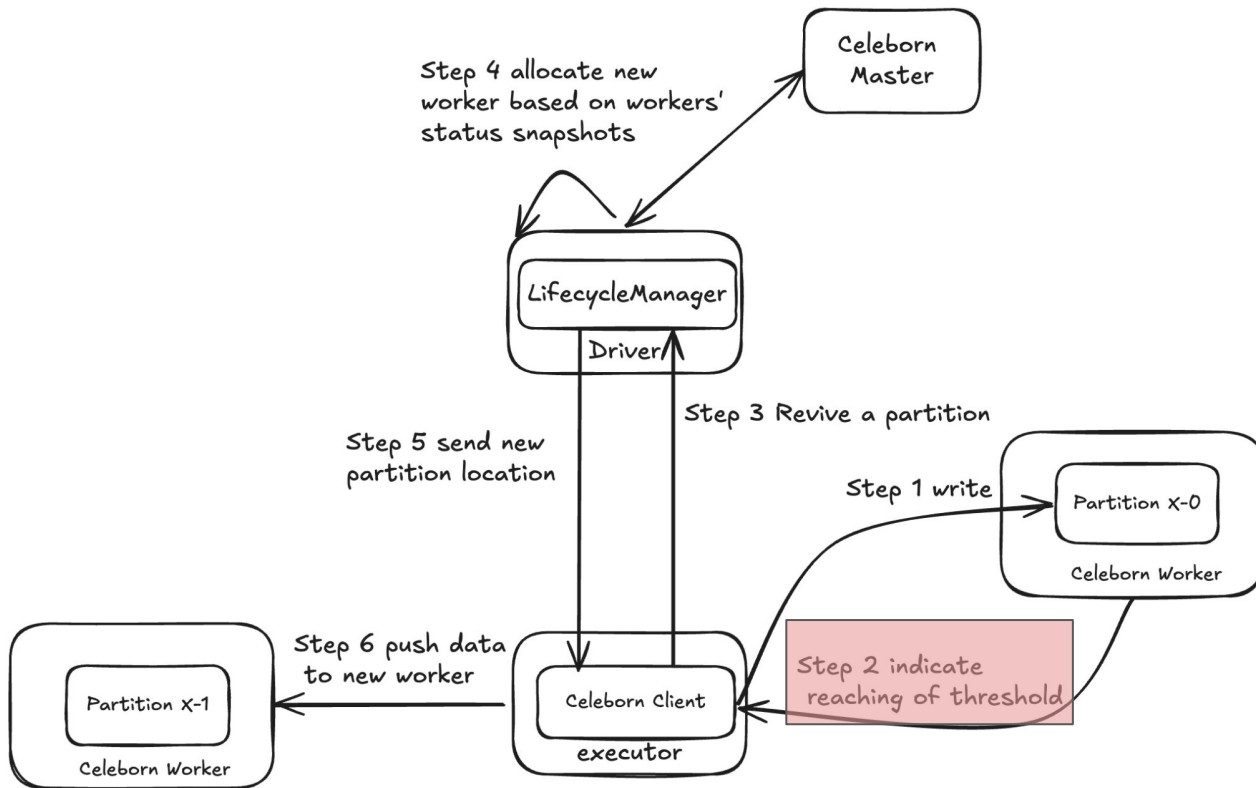 Celeborn
Master
Step 4 allocate new
worker based on workers'
status snapshots
LifecycleManager
Driver
Step 3 Revive a partition
Step 5 send new
partition location
Step 1 write
Partition X-0
Celeborn Worker
Step 2 indicate
reaching of threshold
Step 6 push data
to new worker
Celeborn Client
executor
Partition X-1
Celeborn Worker